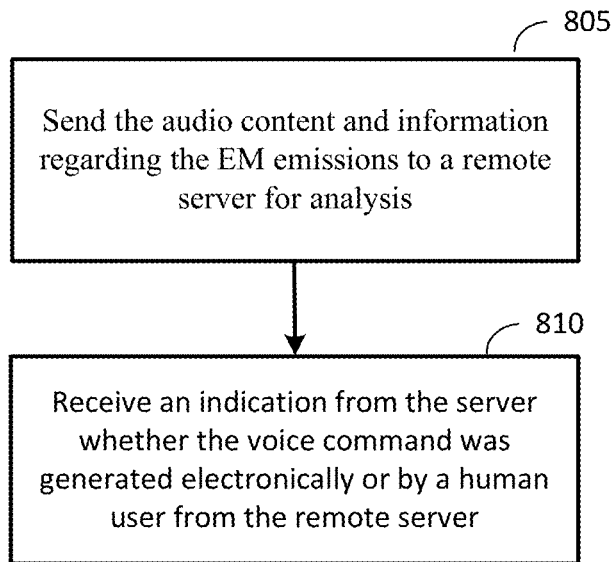 805
Send the audio content and information
regarding the EM emissions to a remote
server for analysis
810
Receive an indication from the server
whether the voice command was
generated electronically or by a human
user from the remote server